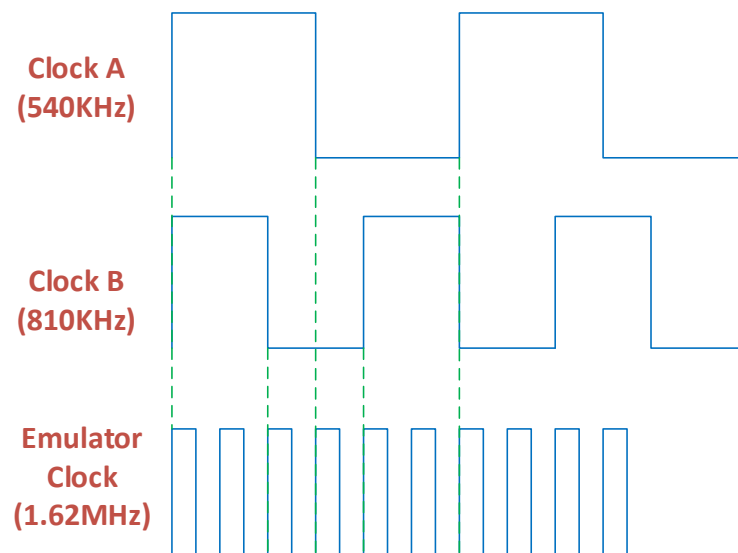 Clock A
(540KHz)
Clock B
(810KHz)
Emulator
Clock
(1.62MHz)